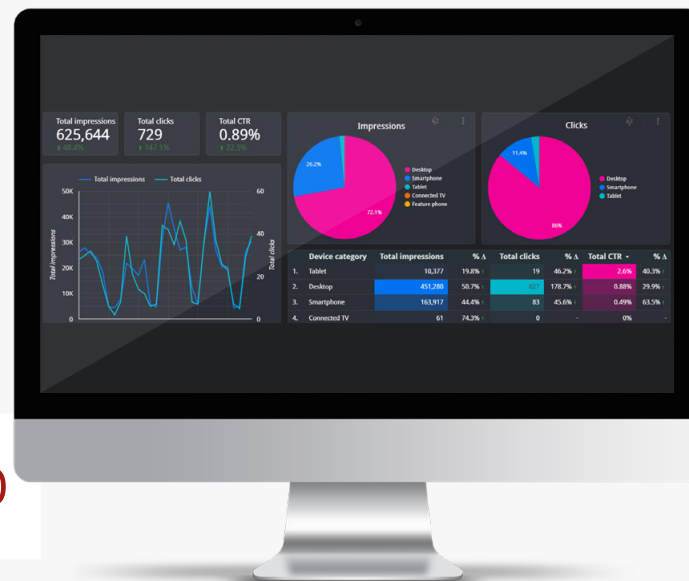 Total impressions
625,644
↑ 48.4%
Total clicks
729
↑ 147.1%
Total CTR
0.89%
↑ 22.5%
Total impressions
Total clicks
Total impressions
50K
40K
30K
20K
10K
0
60
40
20
0
Total clicks
Impressions
26.2%
72.1%
Desktop
Smartphone
Tablet
Connected TV
Feature phone
Clicks
11.4%
86%
Desktop
Smartphone
Tablet
Device category Total impressions % Δ Total clicks % Δ Total CTR % Δ
1. Tablet 10,377 19.8% ↑ 19 46.2% ↑ 2.6% 40.3% ↑
2. Desktop 451,280 50.7% ↑ 627 178.7% ↑ 0.88% 29.9% ↑
3. Smartphone 163,917 44.4% ↑ 83 45.6% ↑ 0.49% 63.5% ↑
4. Connected TV 61 74.3% ↑ 0 - 0% -